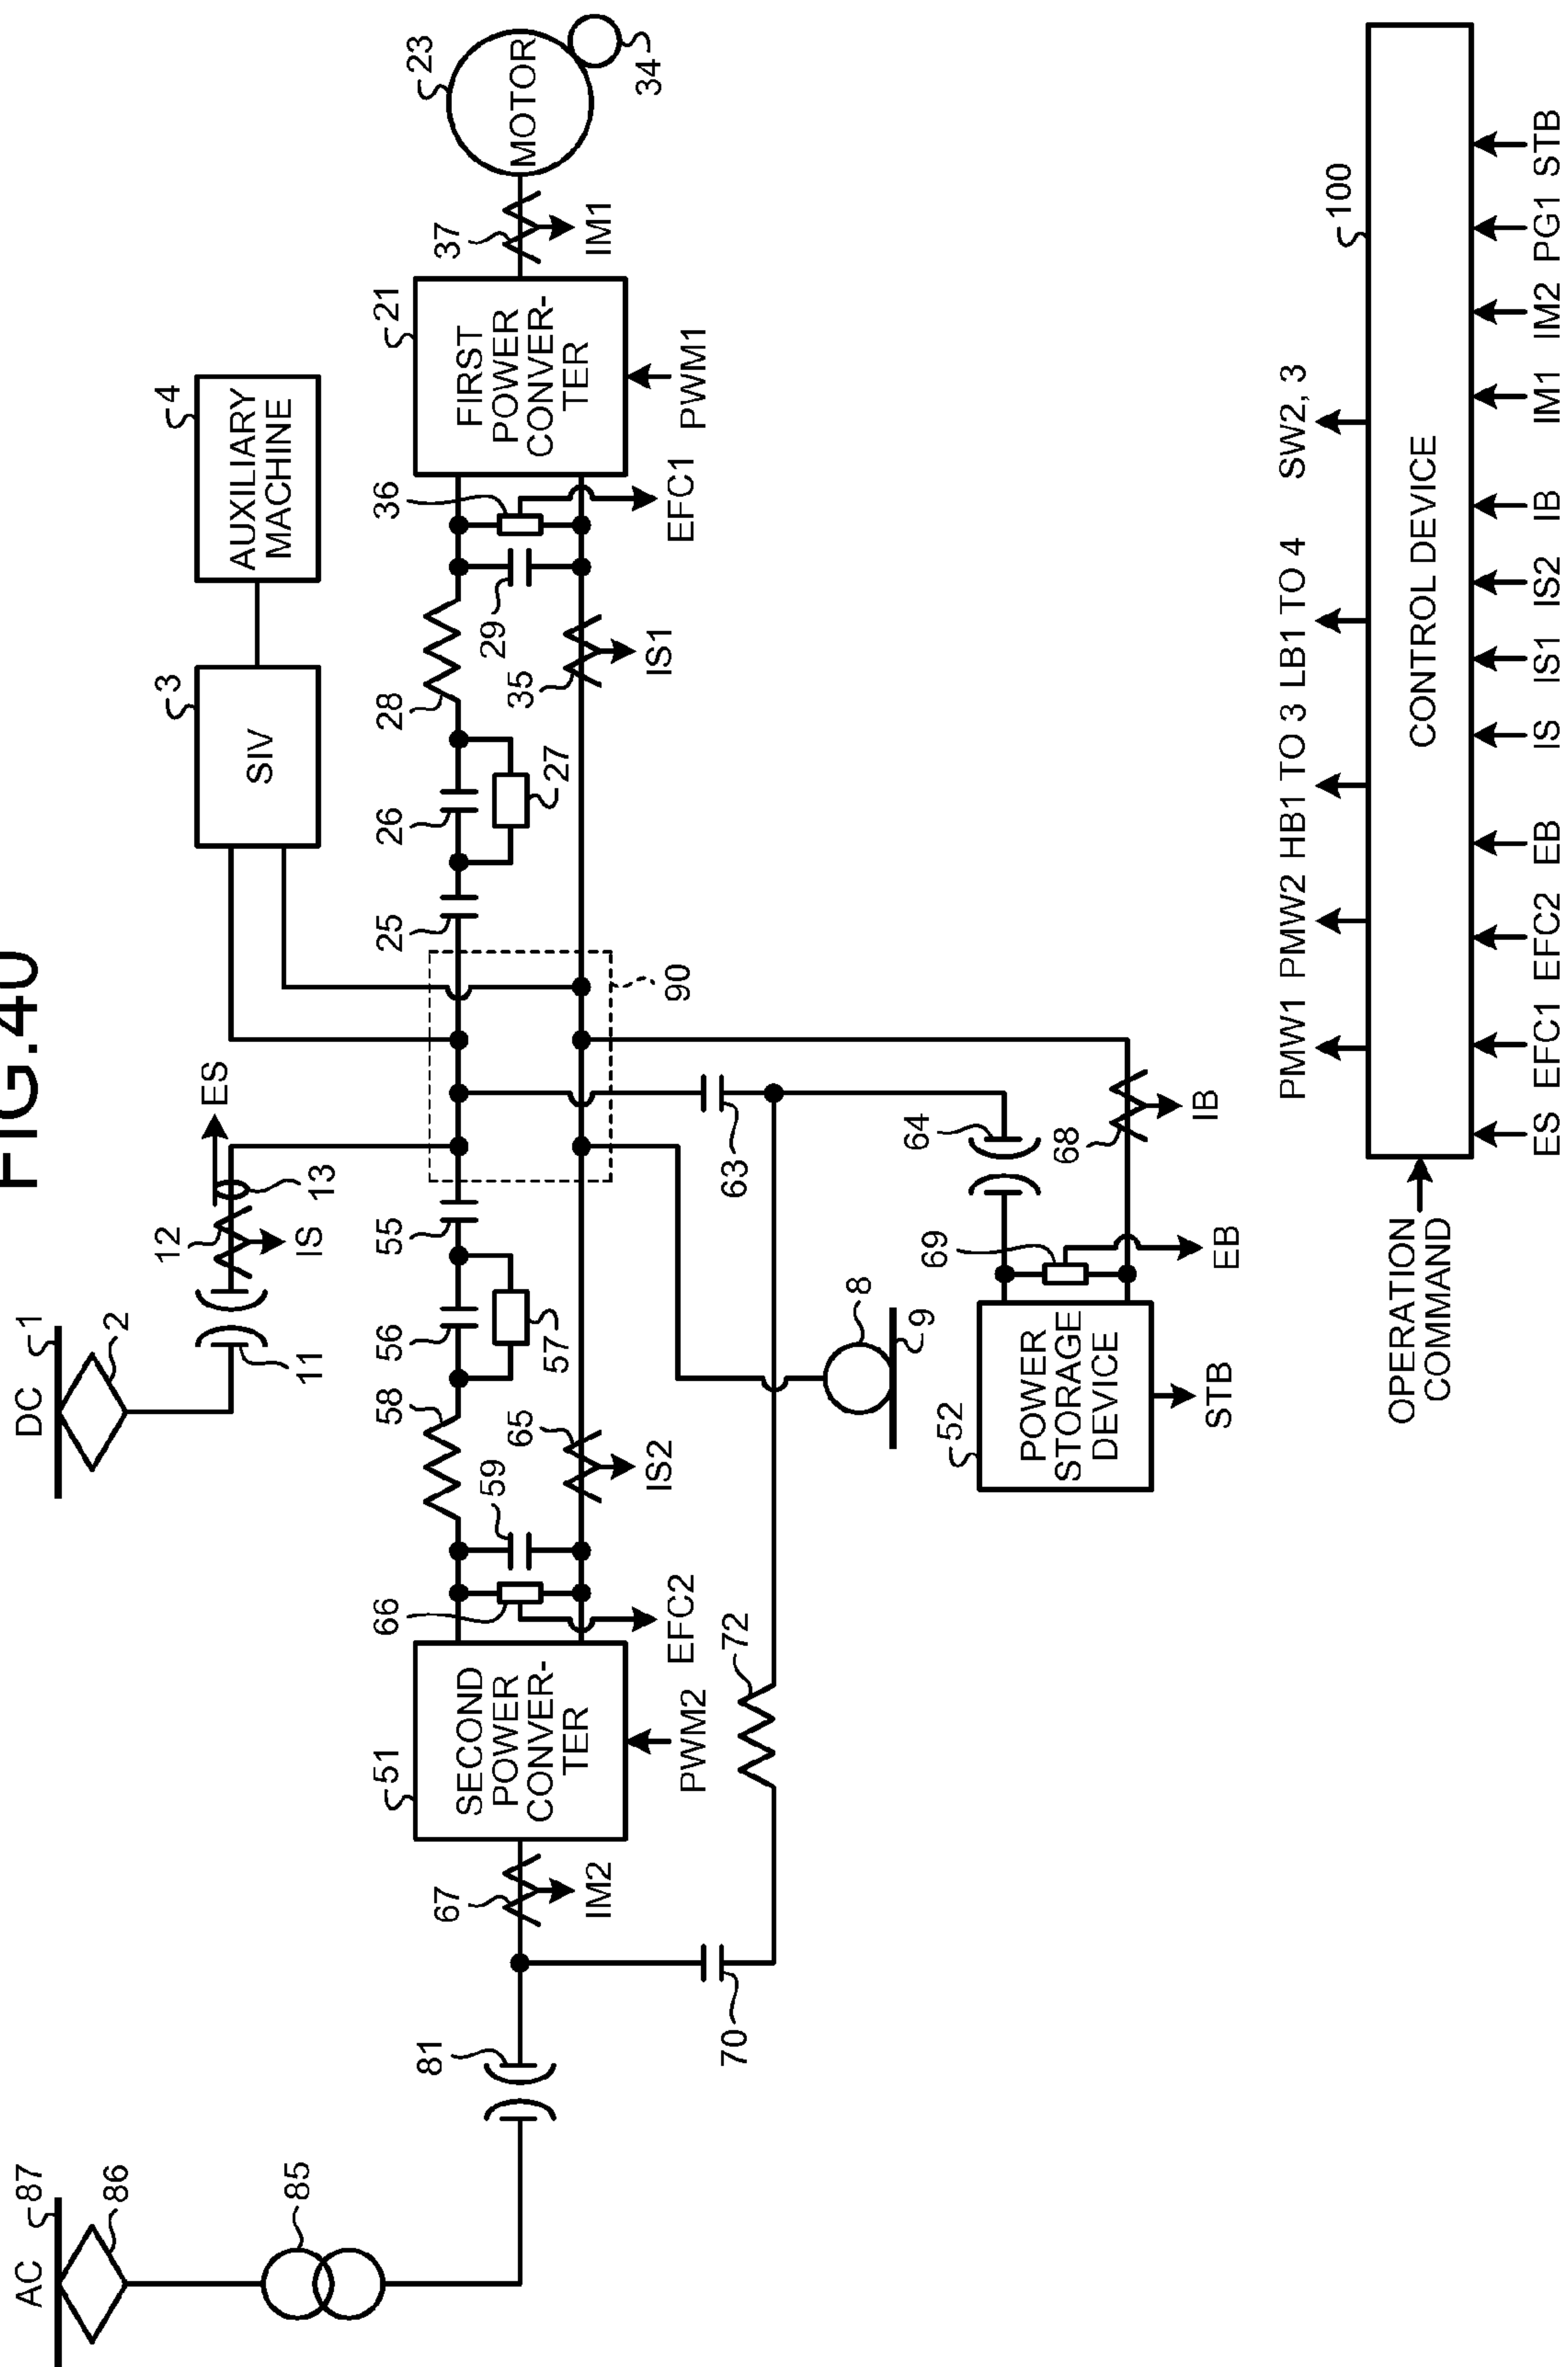 FIG.40
AC
87
86
85
81
DC
1
2
11
12
IS
13
ES
3
SIV
4
AUXILIARY
MACHINE
51
SECOND
POWER
CONVER-
TER
PWM2
67
IM2
66
EFC2
59
58
65
IS2
56
57
55
90
25
26
27
28
35
IS1
29
36
EFC1
21
FIRST
POWER
CONVER-
TER
PWM1
37
IM1
23
MOTOR
34
70
72
63
8
9
64
52
POWER
STORAGE
DEVICE
STB
69
EB
68
IB
100
PMW1 PMW2 HB1 TO 3 LB1 TO 4 SW2, 3
OPERATION
COMMAND
CONTROL DEVICE
ES EFC1 EFC2 EB IS IS1 IS2 IB IM1 IM2 PG1 STB